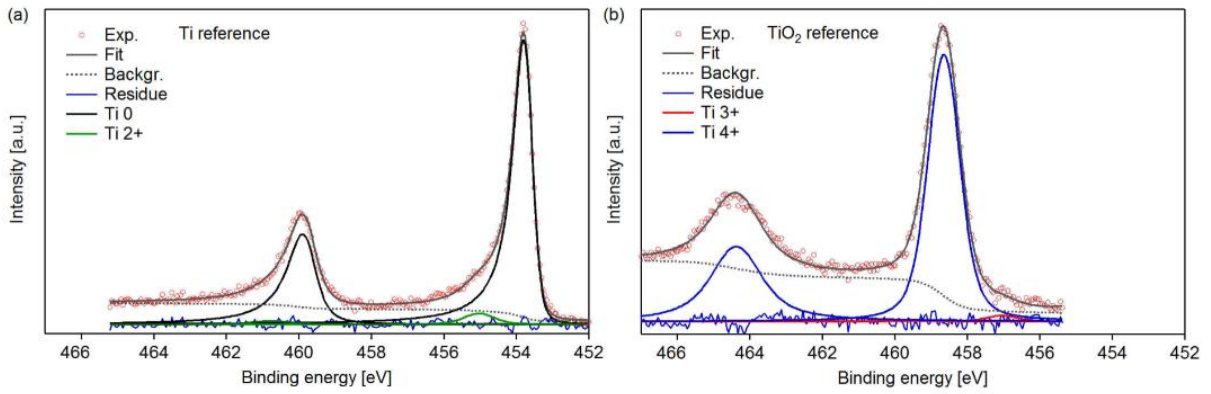 (a)
Exp.
Ti reference
Fit
Backgr.
Residue
Ti 0
Ti 2+
Intensity [a.u.]
466 464 462 460 458 456 454 452
Binding energy [eV]
(b)
Exp.
TiO₂ reference
Fit
Backgr.
Residue
Ti 3+
Ti 4+
Intensity [a.u.]
466 464 462 460 458 456 454 452
Binding energy [eV]